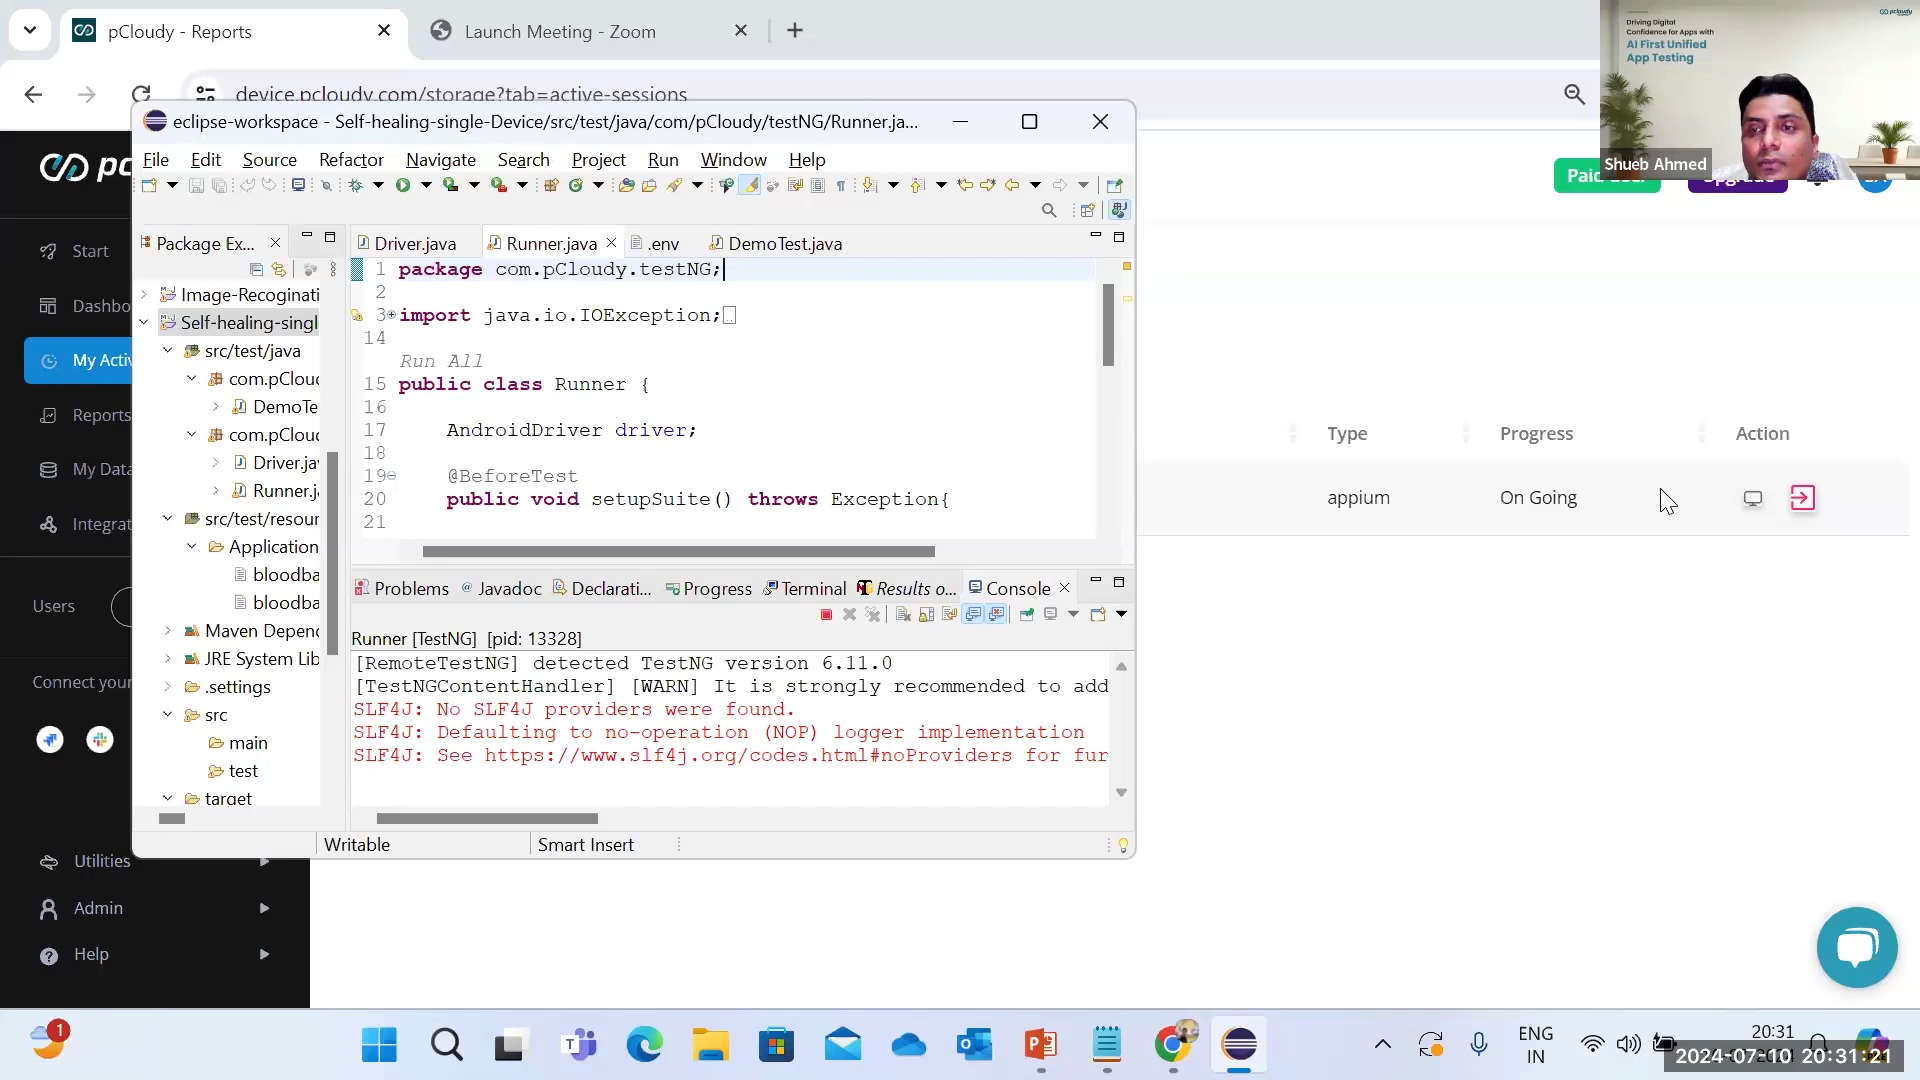 pCloudy - Reports
Launch Meeting - Zoom
device.pcloudy.com/storage?tab=active-sessions
Driving Digital
Confidence for Apps with
AI First Unified
App Testing
pcloudy
Shueb Ahmed
eclipse-workspace - Self-healing-single-Device/src/test/java/com/pCloudy/testNG/Runner.ja...
File Edit Source Refactor Navigate Search Project Run Window Help
Start
Dashbo
My Activ
Reports
My Data
Integrat
Users
Connect your
Utilities
Admin
Help
Package Ex...
Image-Recoginati
Self-healing-singl
src/test/java
com.pCloud
DemoTe
com.pCloud
Driver.ja
Runner.j
src/test/resour
Application
bloodba
bloodba
Maven Depend
JRE System Lib
.settings
src
main
test
target
Driver.java Runner.java .env DemoTest.java
1 package com.pCloudy.testNG;
2
3 import java.io.IOException;
14
Run All
15 public class Runner {
16
17 AndroidDriver driver;
18
19 @BeforeTest
20 public void setupSuite() throws Exception{
21
Problems Javadoc Declarati... Progress Terminal Results o... Console
Runner [TestNG] [pid: 13328]
[RemoteTestNG] detected TestNG version 6.11.0
[TestNGContentHandler] [WARN] It is strongly recommended to add
SLF4J: No SLF4J providers were found.
SLF4J: Defaulting to no-operation (NOP) logger implementation
SLF4J: See https://www.slf4j.org/codes.html#noProviders for fur
Writable Smart Insert
Type Progress Action
appium On Going
1
ENG
IN
20:31
2024-07-10 20:31:21